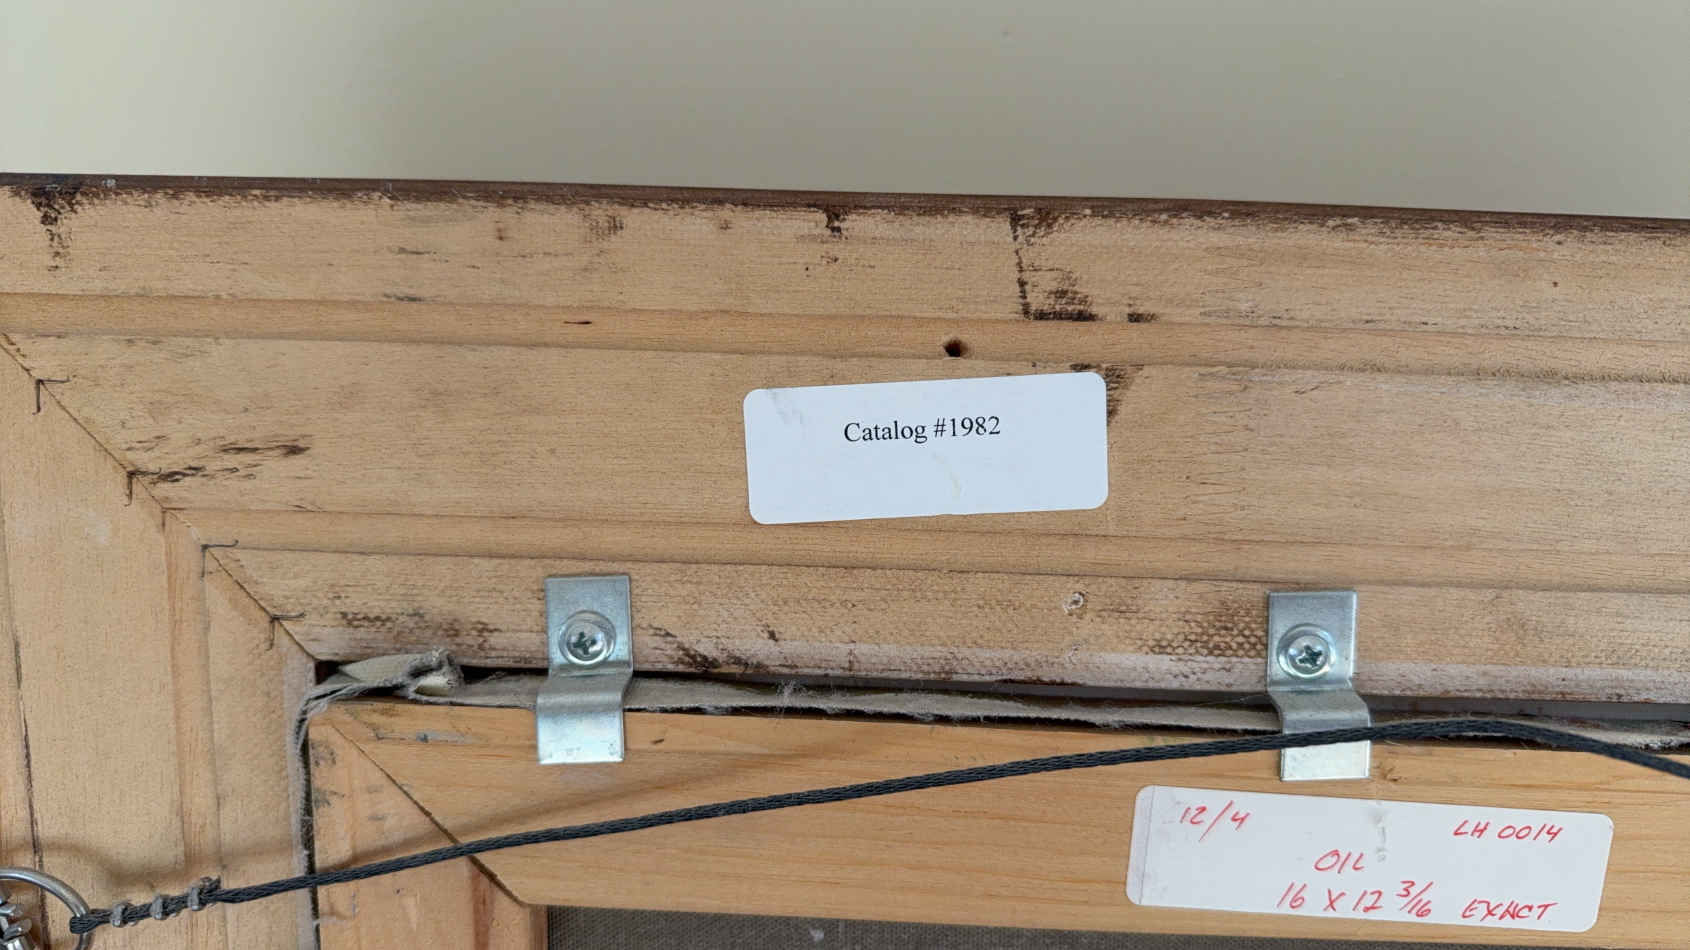 Catalog #1982
12/4 LH 0014
OIL
16 X 12 3/16 EXACT